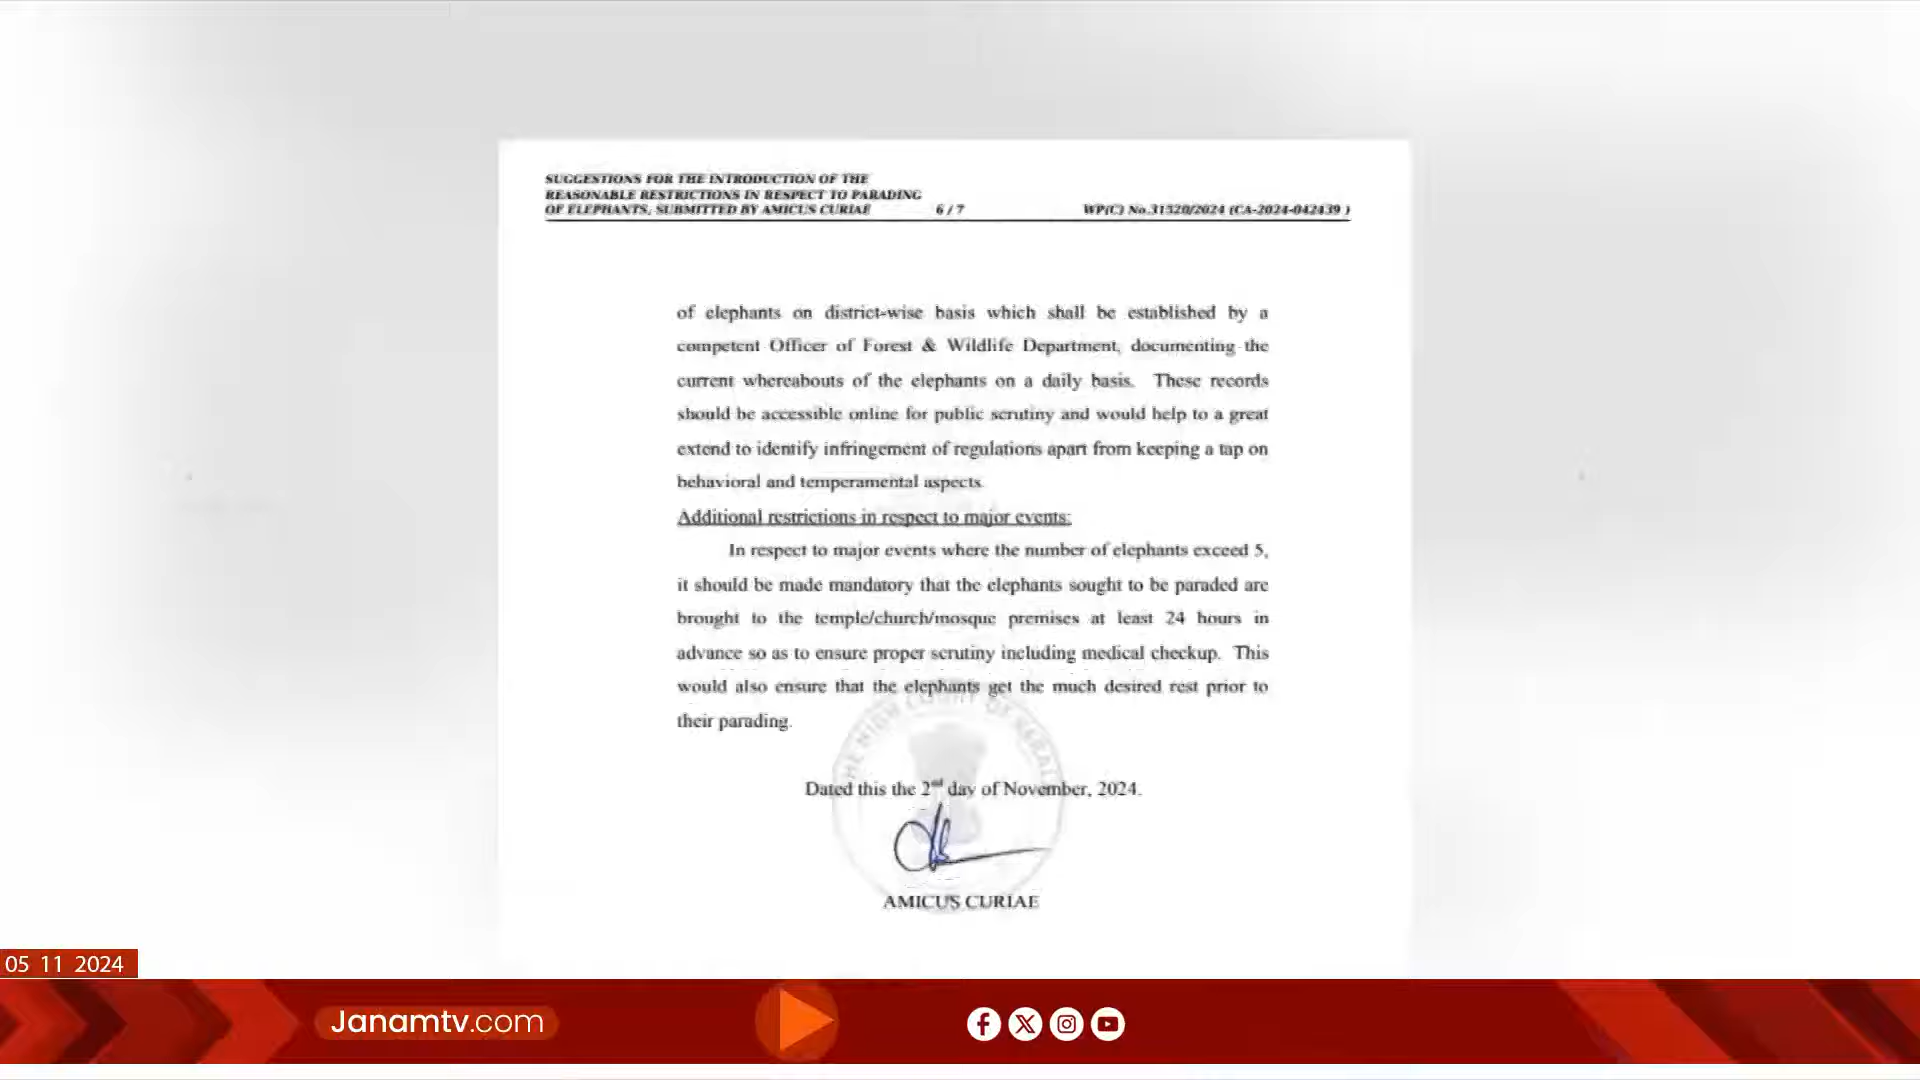 SUGGESTIONS FOR THE INTRODUCTION OF THE
REASONABLE RESTRICTIONS IN RESPECT TO PARADING
OF ELEPHANTS, SUBMITTED BY AMICUS CURIAE 6 / 7 WP(C) No.31520/2024 (CA-2024-042439 )
of elephants on district-wise basis which shall be established by a
competent Officer of Forest & Wildlife Department, documenting the
current whereabouts of the elephants on a daily basis. These records
should be accessible online for public scrutiny and would help to a great
extend to identify infringement of regulations apart from keeping a tap on
behavioral and temperamental aspects.
Additional restrictions in respect to major events:
In respect to major events where the number of elephants exceed 5,
it should be made mandatory that the elephants sought to be paraded are
brought to the temple/church/mosque premises at least 24 hours in
advance so as to ensure proper scrutiny including medical checkup. This
would also ensure that the elephants get the much desired rest prior to
their parading.
THE HIGH COURT OF KERALA
Dated this the 2nd day of November, 2024.
AMICUS CURIAE
05 11 2024
Janamtv.com